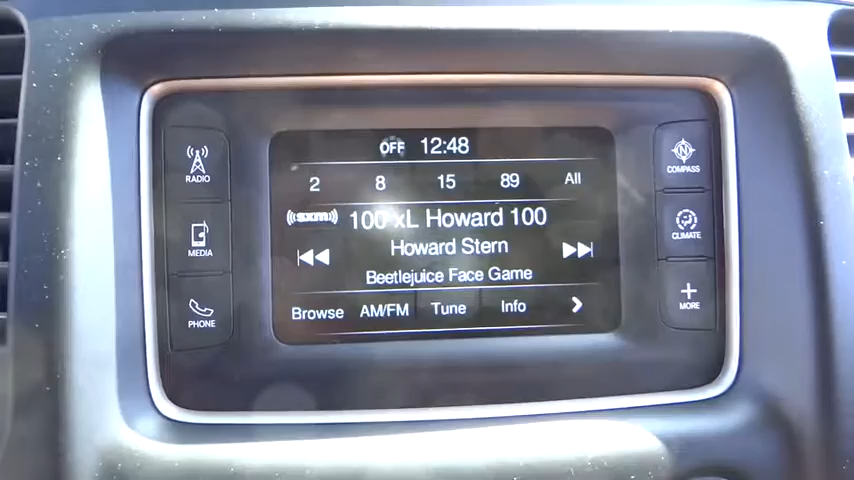 OFF 12:48
2 8 15 89 All
((sxm)) 100 xL Howard 100
Howard Stern
Beetlejuice Face Game
Browse AM/FM Tune Info
RADIO
MEDIA
PHONE
N
COMPASS
CLIMATE
MORE